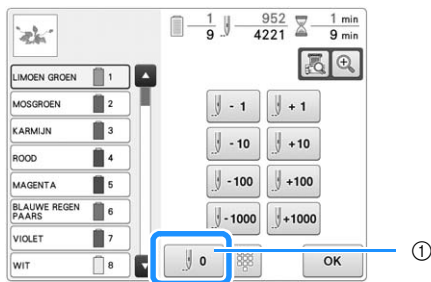 1 952 1 min
9 4221 9 min
LIMOEN GROEN 1
MOSGROEN 2
KARMIJN 3
ROOD 4
MAGENTA 5
BLAUWE REGEN
PAARS 6
VIOLET 7
WIT 8
- 1 + 1
- 10 +10
-100 +100
- 1000 +1000
0 OK
①